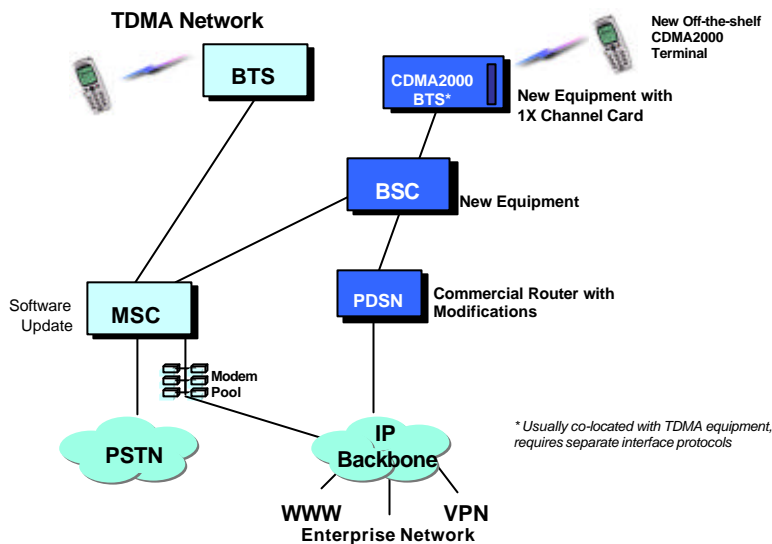 TDMA Network
New Off-the-shelf
CDMA2000
Terminal
BTS
CDMA2000
BTS*
New Equipment with
1X Channel Card
BSC
New Equipment
Software
Update
MSC
PDSN
Commercial Router with
Modifications
Modem
Pool
PSTN
IP
Backbone
* Usually co-located with TDMA equipment,
requires separate interface protocols
WWW
VPN
Enterprise Network